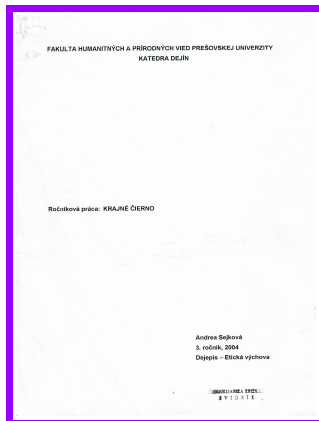 FAKULTA HUMANITNÝCH A PRÍRODNÝCH VIED PREŠOVSKEJ UNIVERZITY
KATEDRA DEJÍN
Ročníková práca: KRAJNÉ ČIERNO
Andrea Sejková
3. ročník, 2004
Dejepis – Etická výchova
SVIDNÍK